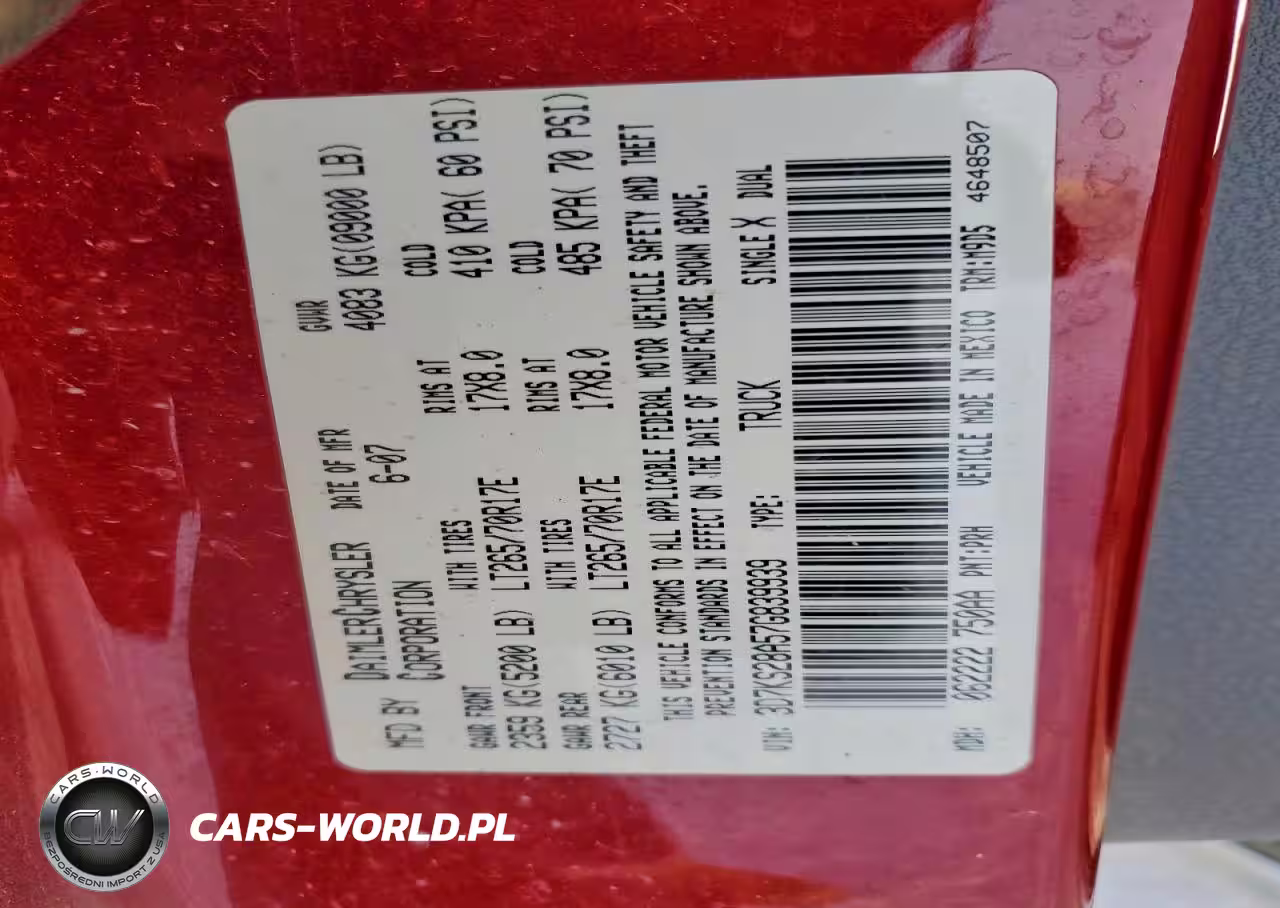 MFD BY DAIMLERCHRYSLER CORPORATION
DATE OF MFR
6-07
GVWR
4083 KG(09000 LB)
GAWR FRONT WITH TIRES RIMS AT COLD
2359 KG(5200 LB) LT265/70R17E 17X8.0 410 KPA( 60 PSI)
GAWR REAR WITH TIRES RIMS AT COLD
2727 KG(6010 LB) LT265/70R17E 17X8.0 485 KPA( 70 PSI)
THIS VEHICLE CONFORMS TO ALL APPLICABLE FEDERAL MOTOR VEHICLE SAFETY AND THEFT
PREVENTION STANDARDS IN EFFECT ON THE DATE OF MANUFACTURE SHOWN ABOVE.
VIN: 3D7KS28A57G839939 TYPE: TRUCK SINGLE X DUAL
MDH: 062222 750AA PNT:PRH VEHICLE MADE IN MEXICO TRM:M9D5 4648507
CARS-WORLD
CW
BEZPOŚREDNI IMPORT Z USA
CARS-WORLD.PL